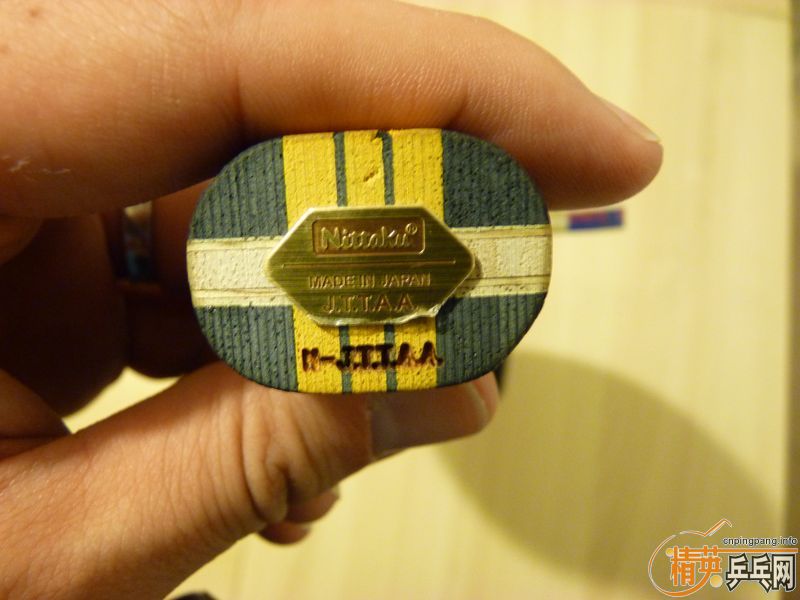 Nittaku®
MADE IN JAPAN
J.T.T.A.A
N-J.T.T.A.A.
cnpingpang.info
精英乒乓网